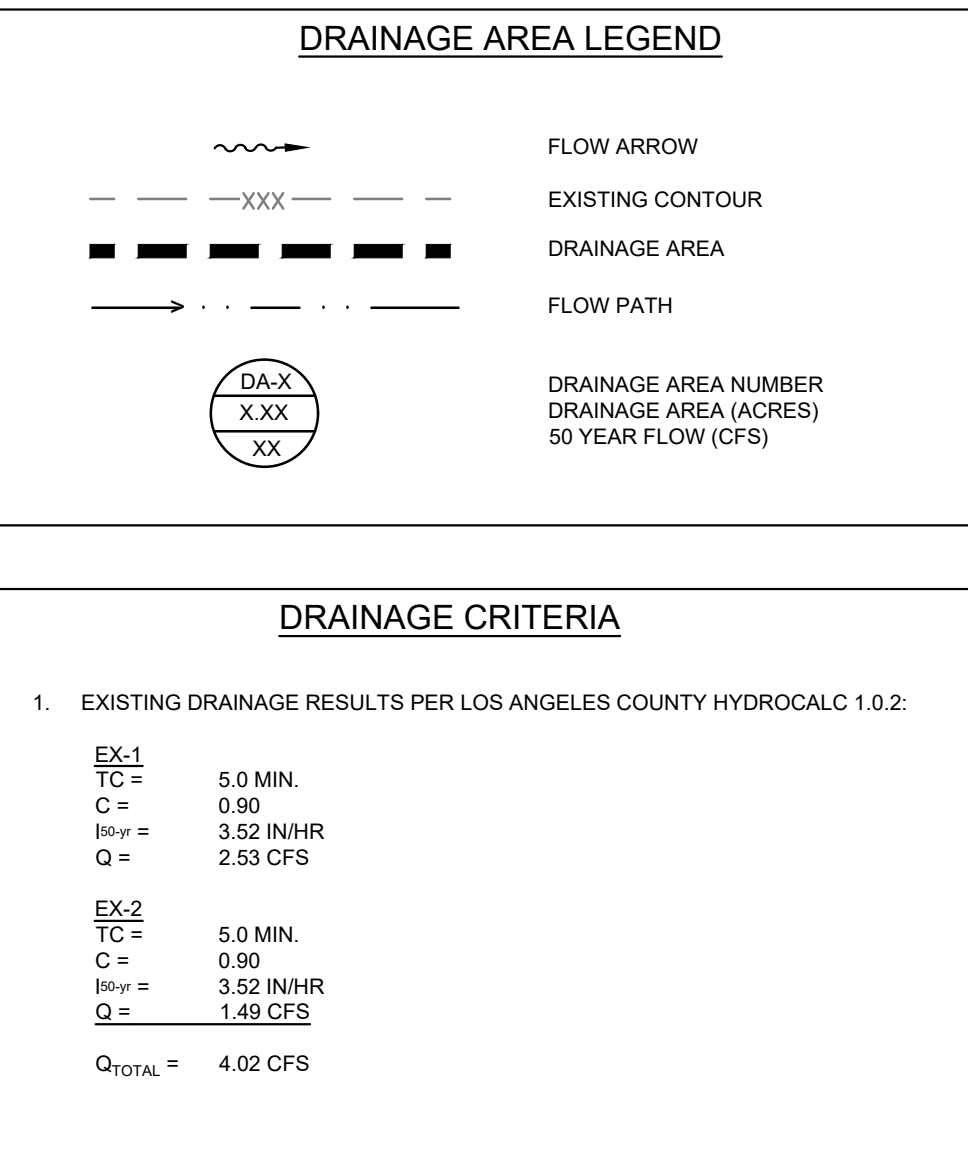 DRAINAGE AREA LEGEND
FLOW ARROW
XXX EXISTING CONTOUR
DRAINAGE AREA
FLOW PATH
DA-X DRAINAGE AREA NUMBER
X.XX DRAINAGE AREA (ACRES)
XX 50 YEAR FLOW (CFS)
DRAINAGE CRITERIA
1. EXISTING DRAINAGE RESULTS PER LOS ANGELES COUNTY HYDROCALC 1.0.2:
EX-1
TC = 5.0 MIN.
C = 0.90
I50-yr = 3.52 IN/HR
Q = 2.53 CFS
EX-2
TC = 5.0 MIN.
C = 0.90
I50-yr = 3.52 IN/HR
Q = 1.49 CFS
QTOTAL = 4.02 CFS